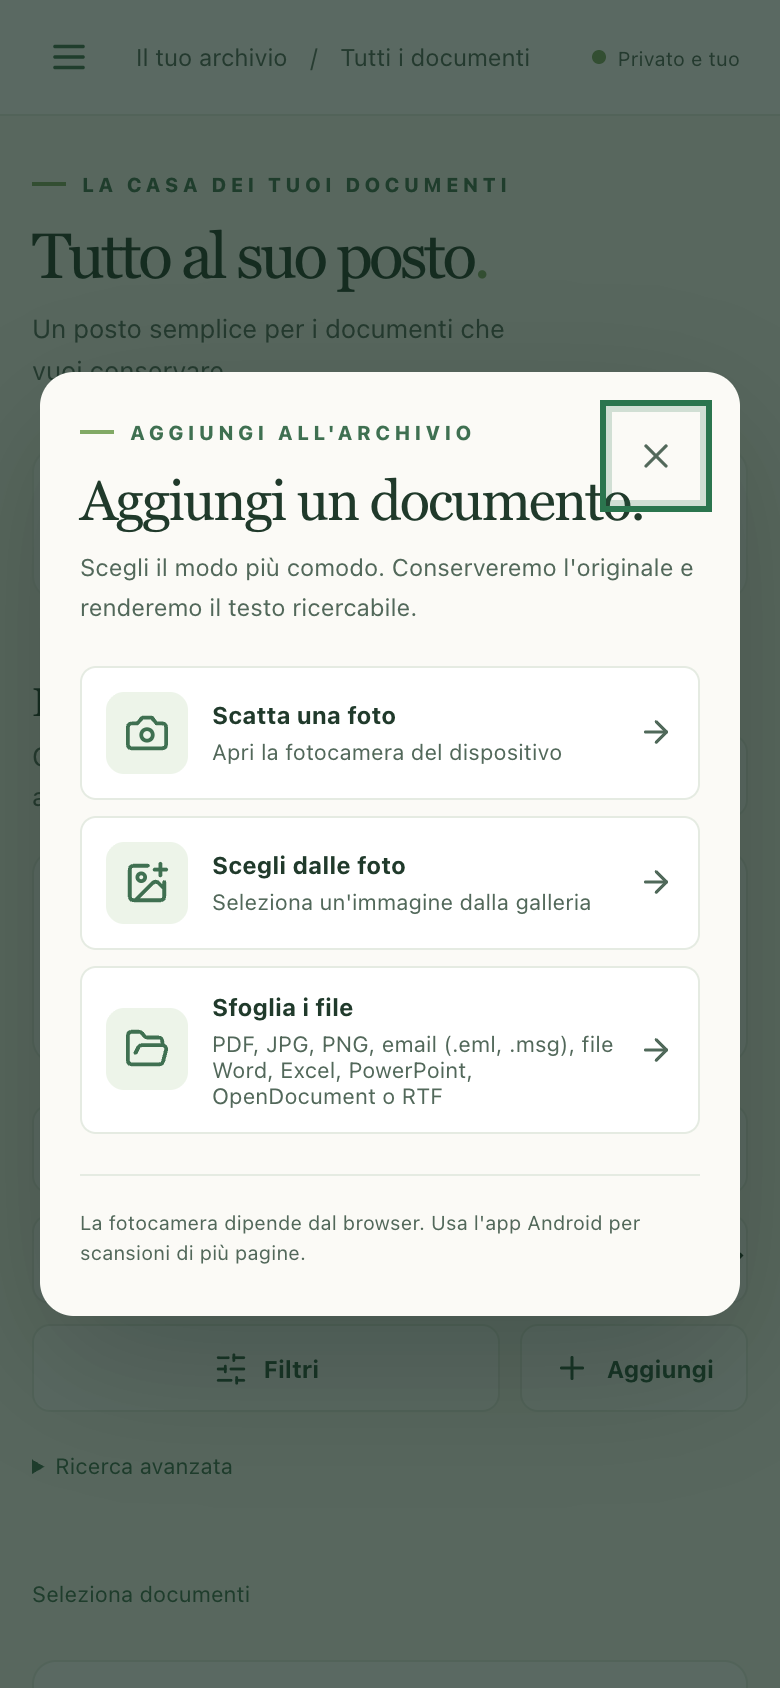 Il tuo archivio / Tutti i documenti
Privato e tuo
LA CASA DEI TUOI DOCUMENTI
Tutto al suo posto.
Un posto semplice per i documenti che
vuoi conservare
AGGIUNGI ALL'ARCHIVIO
Aggiungi un documento.
Scegli il modo più comodo. Conserveremo l'originale e
renderemo il testo ricercabile.
Scatta una foto
Apri la fotocamera del dispositivo
Scegli dalle foto
Seleziona un'immagine dalla galleria
Sfoglia i file
PDF, JPG, PNG, email (.eml, .msg), file
Word, Excel, PowerPoint,
OpenDocument o RTF
La fotocamera dipende dal browser. Usa l'app Android per
scansioni di più pagine.
Filtri
Aggiungi
Ricerca avanzata
Seleziona documenti